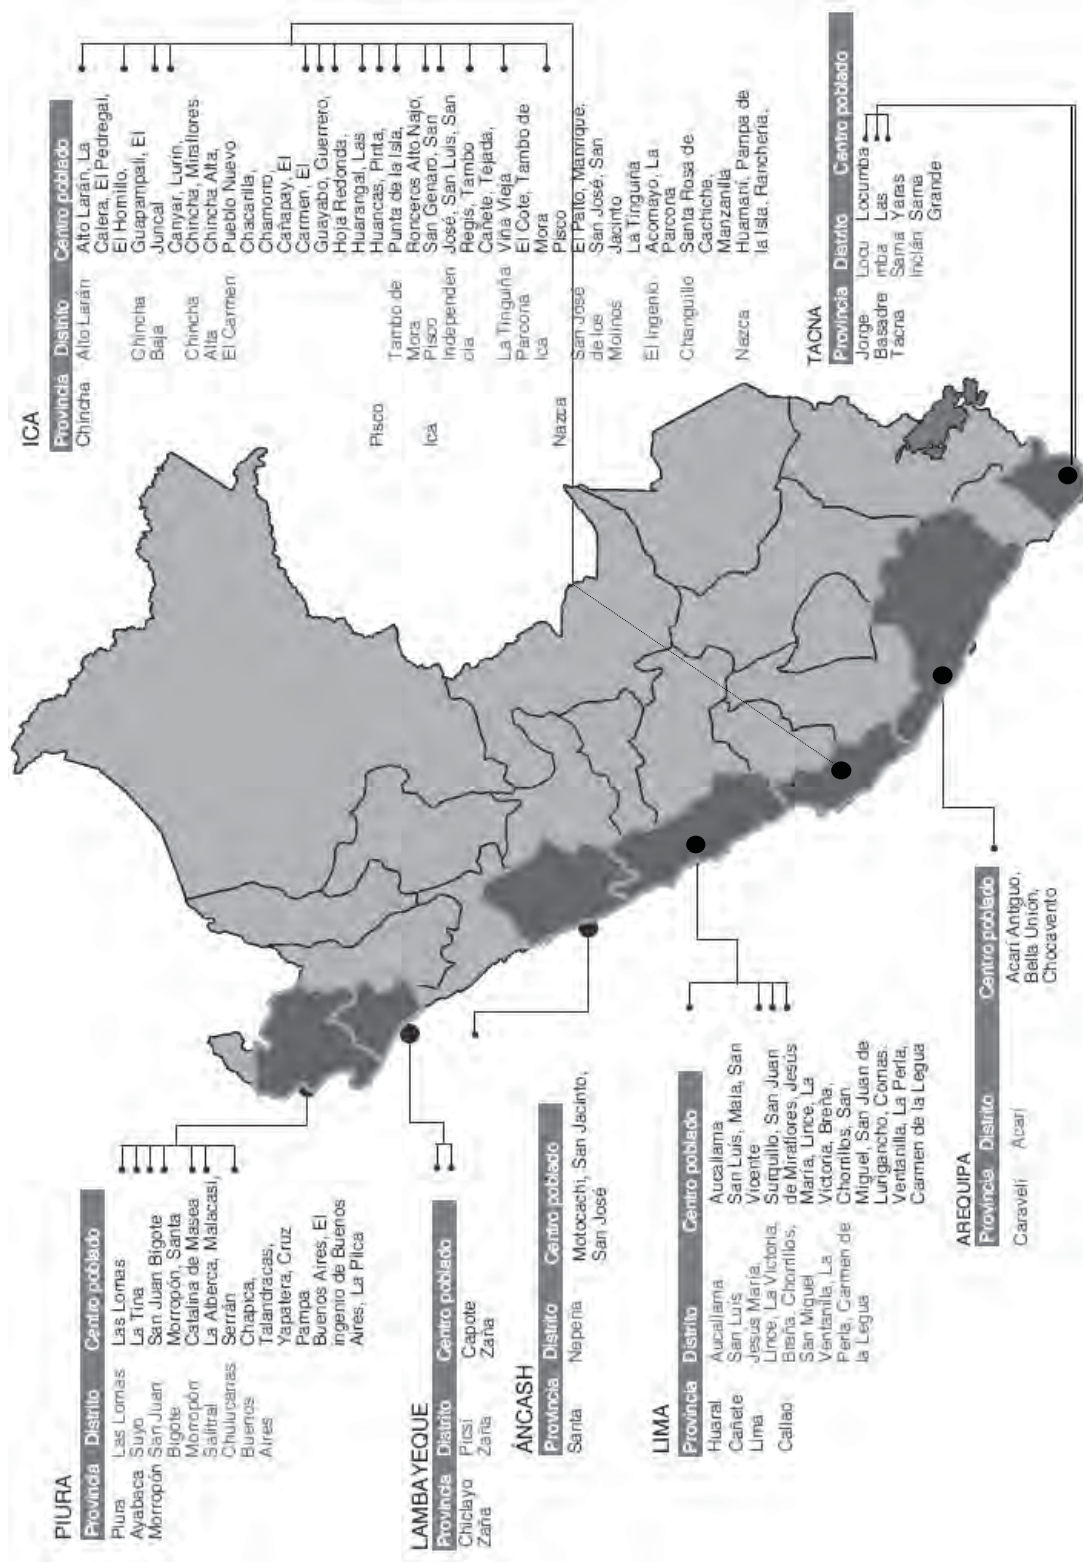 PIURA
Provincia Distrito Centro poblado
Piura Las Lomas Las Lomas
Ayabaca Suyo La Tina
Morropón San Juan San Juan Bigote
Bigote Morropón, Santa
Morropón Catalina de Masea
Salitral La Alberca, Malacasi,
Chulucanas Serrán
Buenos Chapica,
Aires Talandracas,
Yapatera, Cruz
Pampa
Buenos Aires, El
ingenio de Buenos
Aires, La Pilca
LAMBAYEQUE
Provincia Distrito Centro poblado
Chiclayo Picsi Capote
Zaña Zaña Zaña
ÁNCASH
Provincia Distrito Centro poblado
Santa Nepeña Motocachi, San Jacinto,
San José
LIMA
Provincia Distrito Centro poblado
Huaral Aucallama Aucallama
Cañete San Luis San Luis, Mala, San
Lima Jesus María, Vicente
Lince, La Victoria, Surquillo, San Juan
Callao Braña, Chorrillos, de Miraflores, Jesús
San Miguel María, Lince, La
Ventanilla, La Victoria, Breña,
Perla, Carmen de Chorrillos, San
la Legua Miguel, San Juan de
Lurigancho, Comas.
Ventanilla, La Perla,
Carmen de la Legua
AREQUIPA
Provincia Distrito Centro poblado
Caravelí Acarí Acarí Antiguo,
Bella Unión,
Chocavento
ICA
Provincia Distrito Centro poblado
Chincha Alto Larán Alto Larán, La
Calera, El Pedregal,
El Homillo,
Chincha Guapampali, El
Baja Juncal
Canyar, Lurin,
Chincha Chincha, Miraflores
Alta Chincha Alta,
El Carmen Pueblo Nuevo
Chacarilla,
Chamorro,
Cañapay, El
Carmen, El
Guayabo, Guerrero,
Hoja Redonda,
Huarangal, Las
Pisco Huancas, Pinta,
Tambo de Punta de la Isla,
Mora Ronceros Alto Najo,
Ica Pisco San Genaro, San
Independen José, San Luis, San
cia Regis, Tambo
Cañete, Tejada,
La Tinguiña Viña Vieja
Parcona El Cote, Tambo de
Ica Mora
Nazca Pisco
San José El Palto, Manrique,
de los San José, San
Molinos Jacinto
La Tinguiña
El Ingenio Acomayo, La
Parcona
Changuillo Santa Rosa de
Cachiche,
Manzanilla
Nazca Huamaní, Pampa de
la Isla, Ranchería,
TACNA
Provincia Distrito Centro poblado
Jorge Locu Locumba
Basadre mba Las
Tacna Sama Yaras
Inclán Sama
Grande